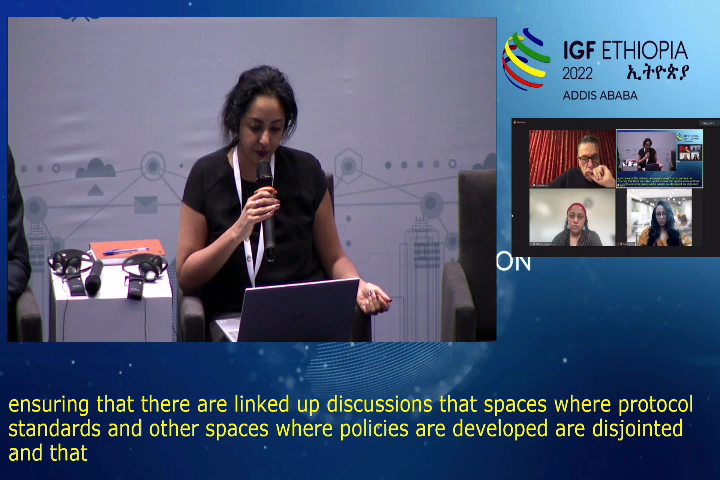 IGF ETHIOPIA
2022 ኢትዮጵያ
ADDIS ABABA
ON
ensuring that there are linked up discussions that spaces where protocol
standards and other spaces where policies are developed are disjointed
and that